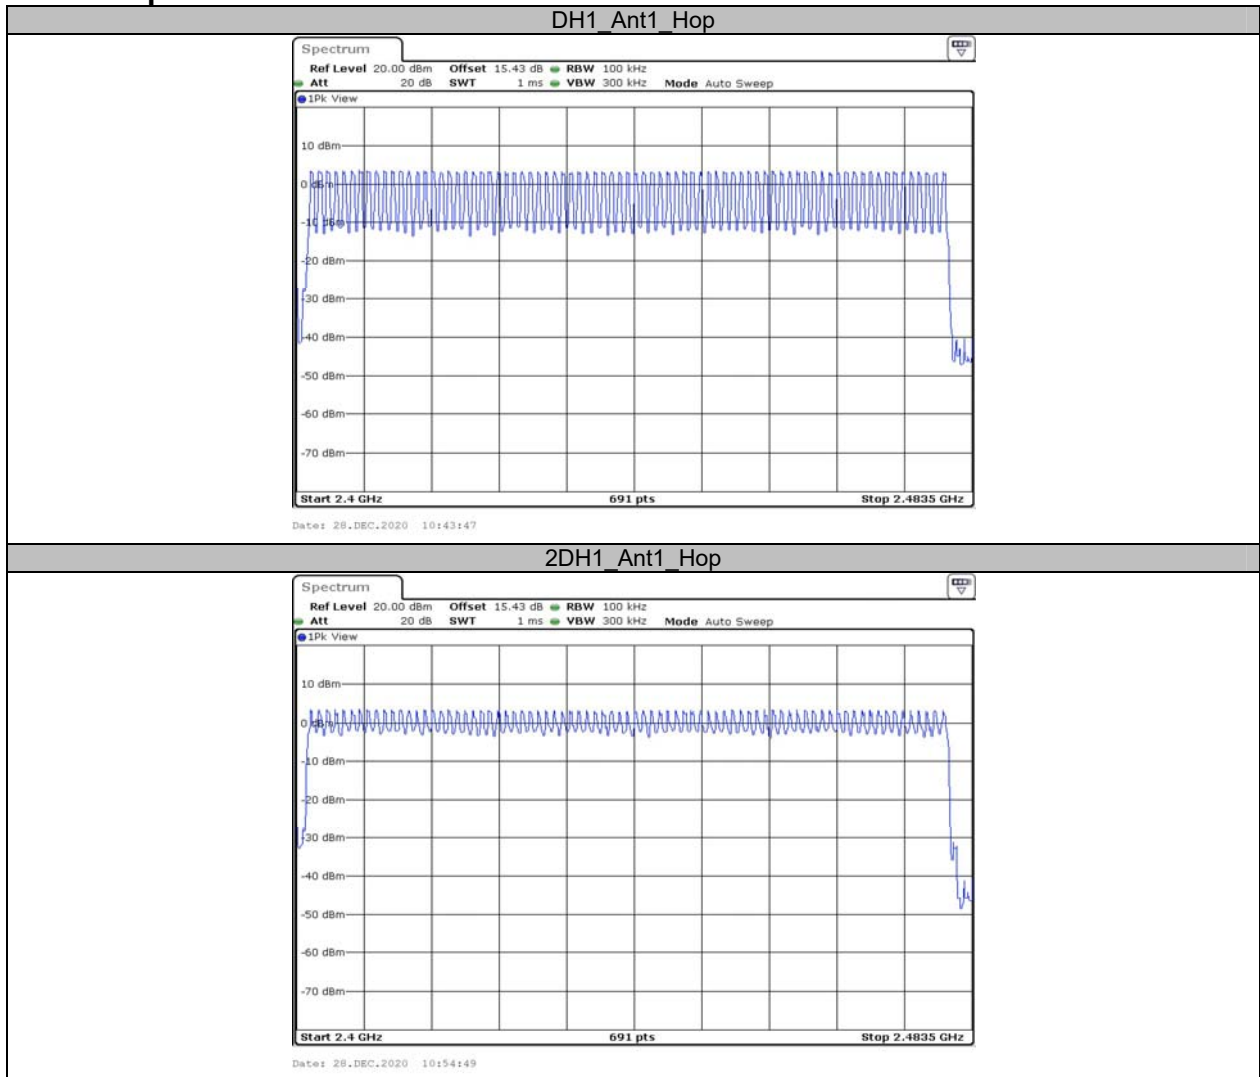 DH1_Ant1_Hop
Spectrum
Ref Level 20.00 dBm Offset 15.43 dB RBW 100 kHz
Att 20 dB SWT 1 ms VBW 300 kHz Mode Auto Sweep
1Pk View
10 dBm
0 dBm
-10 dBm
-20 dBm
-30 dBm
-40 dBm
-50 dBm
-60 dBm
-70 dBm
Start 2.4 GHz 691 pts Stop 2.4835 GHz
Date: 28.DEC.2020 10:43:47
2DH1_Ant1_Hop
Spectrum
Ref Level 20.00 dBm Offset 15.43 dB RBW 100 kHz
Att 20 dB SWT 1 ms VBW 300 kHz Mode Auto Sweep
1Pk View
10 dBm
0 dBm
-10 dBm
-20 dBm
-30 dBm
-40 dBm
-50 dBm
-60 dBm
-70 dBm
Start 2.4 GHz 691 pts Stop 2.4835 GHz
Date: 28.DEC.2020 10:54:49